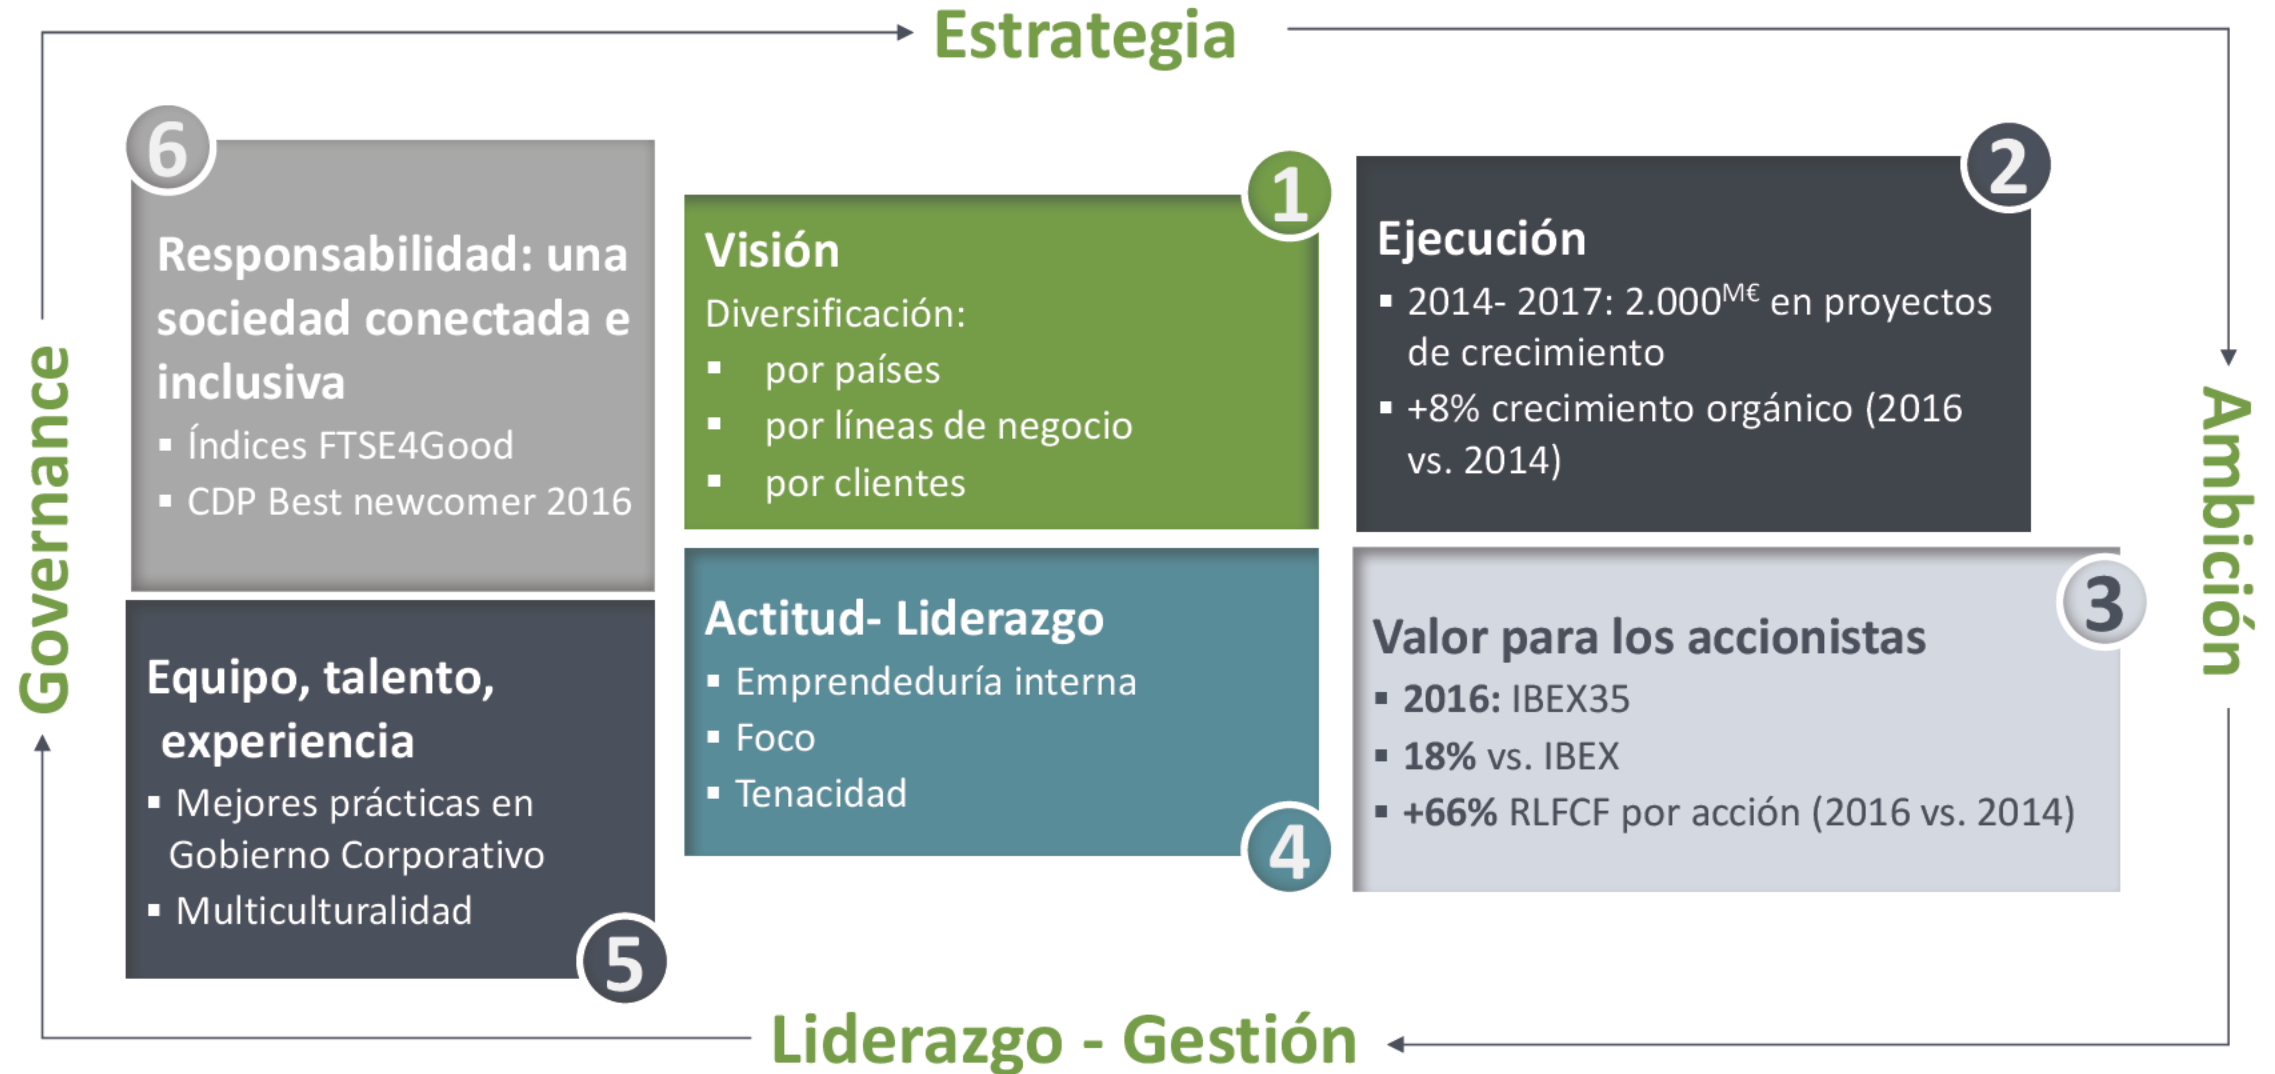 Estrategia
6
Responsabilidad: una
sociedad conectada e
inclusiva
▪ Índices FTSE4Good
▪ CDP Best newcomer 2016
1
Visión
Diversificación:
▪ por países
▪ por líneas de negocio
▪ por clientes
2
Ejecución
▪ 2014- 2017: 2.000M€ en proyectos
de crecimiento
▪ +8% crecimiento orgánico (2016
vs. 2014)
3
Valor para los accionistas
▪ 2016: IBEX35
▪ 18% vs. IBEX
▪ +66% RLFCF por acción (2016 vs. 2014)
Actitud- Liderazgo
▪ Emprendeduría interna
▪ Foco
▪ Tenacidad
4
Equipo, talento,
experiencia
▪ Mejores prácticas en
Gobierno Corporativo
▪ Multiculturalidad
5
Governance
Ambición
Liderazgo - Gestión